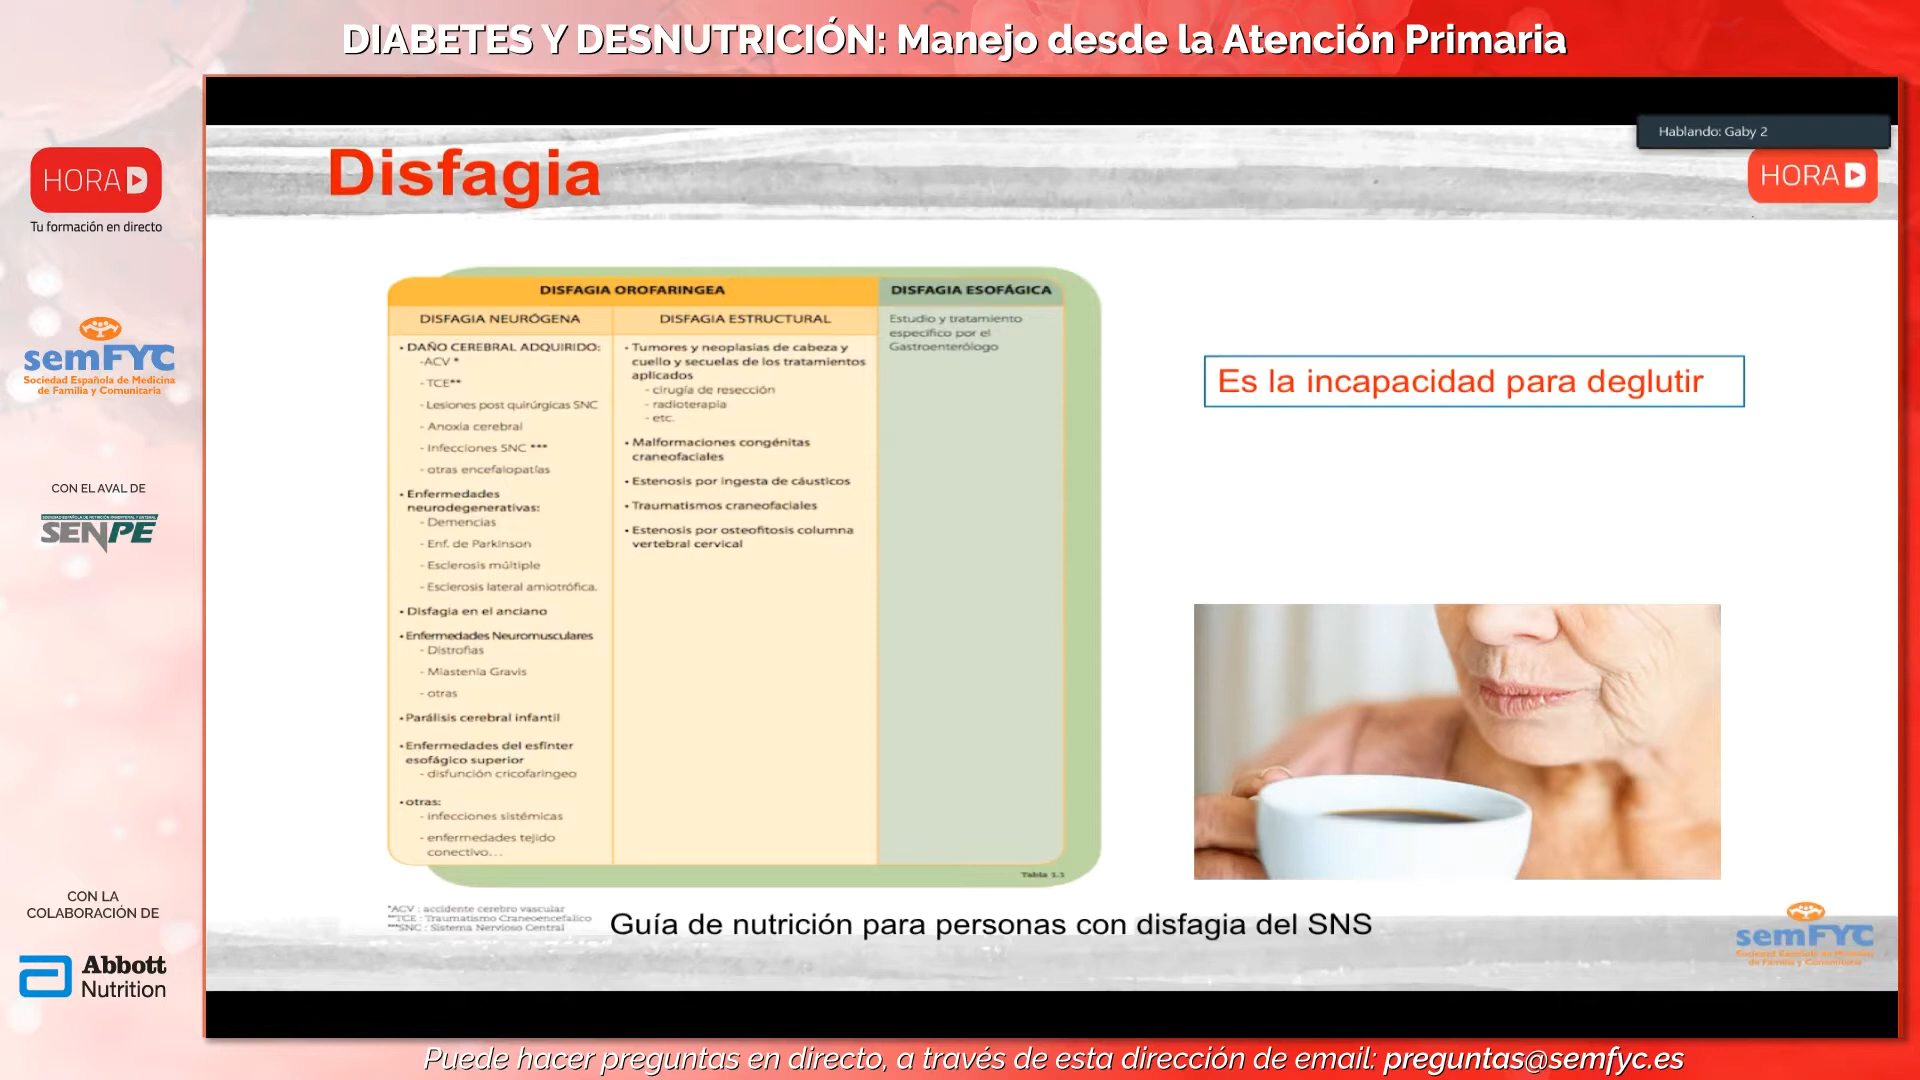 DIABETES Y DESNUTRICIÓN: Manejo desde la Atención Primaria
Hablando: Gaby 2
HORA
Tu formación en directo
semFYC
Sociedad Española de Medicina
de Familia y Comunitaria
CON EL AVAL DE
SENPE
CON LA
COLABORACIÓN DE
Abbott
Nutrition
Disfagia
HORA
DISFAGIA OROFARINGEA
DISFAGIA ESOFÁGICA
DISFAGIA NEURÓGENA
• DAÑO CEREBRAL ADQUIRIDO:
-ACV *
- TCE**
- Lesiones post quirúrgicas SNC
- Anoxia cerebral
- Infecciones SNC ***
- otras encefalopatías
• Enfermedades
neurodegenerativas:
- Demencias
- Enf. de Parkinson
- Esclerosis múltiple
- Esclerosis lateral amiotrófica.
• Disfagia en el anciano
• Enfermedades Neuromusculares
- Distrofias
- Miastenia Gravis
- otras
• Parálisis cerebral infantil
• Enfermedades del esfínter
esofágico superior
- disfunción cricofaríngeo
• otras:
- infecciones sistémicas
- enfermedades tejido
conectivo...
DISFAGIA ESTRUCTURAL
• Tumores y neoplasias de cabeza y
cuello y secuelas de los tratamientos
aplicados
- cirugía de resección
- radioterapia
- etc.
• Malformaciones congénitas
craneofaciales
• Estenosis por ingesta de cáusticos
• Traumatismos craneofaciales
• Estenosis por osteofitosis columna
vertebral cervical
Estudio y tratamiento
específico por el
Gastroenterólogo
Tabla 1.1
Es la incapacidad para deglutir
*ACV : accidente cerebro vascular
**TCE : Traumatismo Craneoencefalico
***SNC : Sistema Nervioso Central
Guía de nutrición para personas con disfagia del SNS
semFYC
Sociedad Española de Medicina
de Familia y Comunitaria
Puede hacer preguntas en directo, a través de esta dirección de email: preguntas@semfyc.es